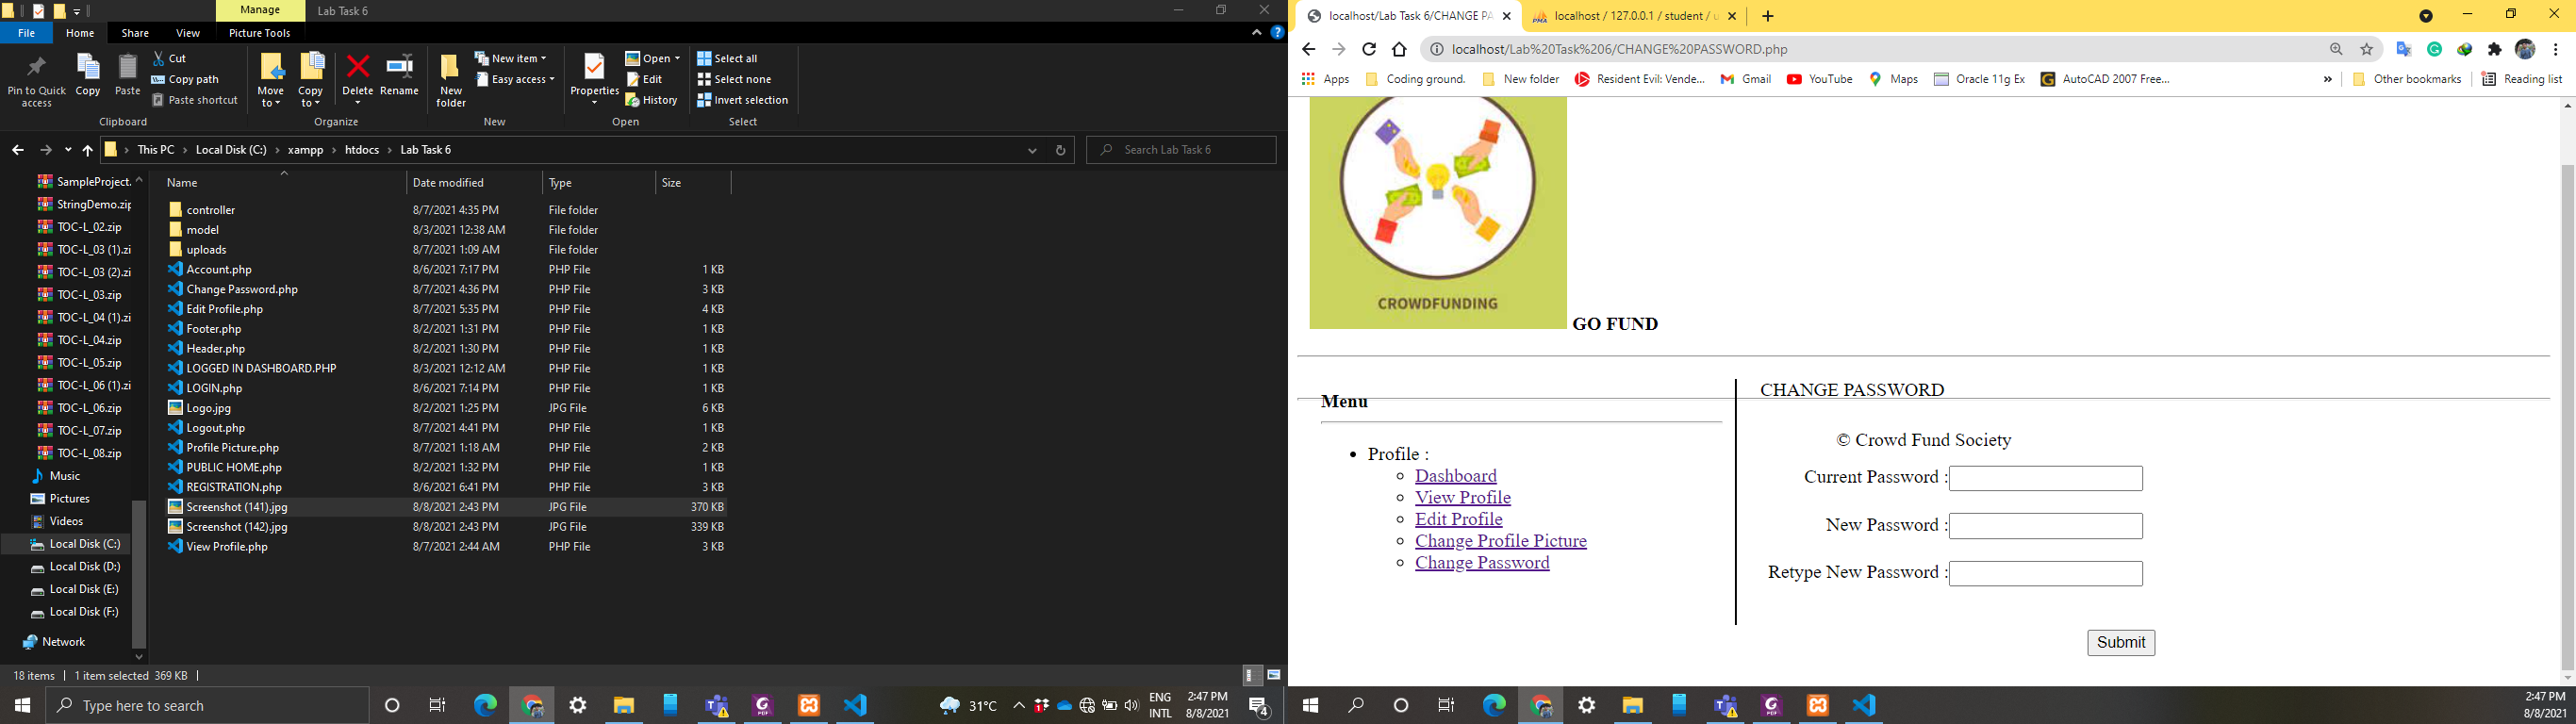 Manage
Lab Task 6
File
Home
Share
View
Picture Tools
Pin to Quick access
Copy
Paste
Cut
Copy path
Paste shortcut
Clipboard
Move to
Copy to
Delete
Rename
Organize
New folder
New item
Easy access
New
Properties
Open
Edit
History
Open
Select all
Select none
Invert selection
Select
This PC > Local Disk (C:) > xampp > htdocs > Lab Task 6
Search Lab Task 6
SampleProject.
StringDemo.zip
TOC-L_02.zip
TOC-L_03 (1).zi
TOC-L_03 (2).zi
TOC-L_03.zip
TOC-L_04 (1).zi
TOC-L_04.zip
TOC-L_05.zip
TOC-L_06 (1).zi
TOC-L_06.zip
TOC-L_07.zip
TOC-L_08.zip
Music
Pictures
Videos
Local Disk (C:)
Local Disk (D:)
Local Disk (E:)
Local Disk (F:)
Network
Name Date modified Type Size
controller 8/7/2021 4:35 PM File folder
model 8/3/2021 12:38 AM File folder
uploads 8/7/2021 1:09 AM File folder
Account.php 8/6/2021 7:17 PM PHP File 1 KB
Change Password.php 8/7/2021 4:36 PM PHP File 3 KB
Edit Profile.php 8/7/2021 5:35 PM PHP File 4 KB
Footer.php 8/2/2021 1:31 PM PHP File 1 KB
Header.php 8/2/2021 1:30 PM PHP File 1 KB
LOGGED IN DASHBOARD.PHP 8/3/2021 12:12 AM PHP File 1 KB
LOGIN.php 8/6/2021 7:14 PM PHP File 1 KB
Logo.jpg 8/2/2021 1:25 PM JPG File 6 KB
Logout.php 8/7/2021 4:41 PM PHP File 1 KB
Profile Picture.php 8/7/2021 1:18 AM PHP File 2 KB
PUBLIC HOME.php 8/2/2021 1:32 PM PHP File 1 KB
REGISTRATION.php 8/6/2021 6:41 PM PHP File 3 KB
Screenshot (141).jpg 8/8/2021 2:43 PM JPG File 370 KB
Screenshot (142).jpg 8/8/2021 2:43 PM JPG File 339 KB
View Profile.php 8/7/2021 2:44 AM PHP File 3 KB
18 items 1 item selected 369 KB
Type here to search
31°C
ENG
INTL
2:47 PM
8/8/2021
4
localhost/Lab Task 6/CHANGE PA
localhost / 127.0.0.1 / student / u
localhost/Lab%20Task%206/CHANGE%20PASSWORD.php
Apps
Coding ground.
New folder
Resident Evil: Vende...
Gmail
YouTube
Maps
Oracle 11g Ex
AutoCAD 2007 Free...
»
Other bookmarks
Reading list
CROWDFUNDING
GO FUND
Menu
Profile :
Dashboard
View Profile
Edit Profile
Change Profile Picture
Change Password
CHANGE PASSWORD
© Crowd Fund Society
Current Password :
New Password :
Retype New Password :
Submit
2:47 PM
8/8/2021